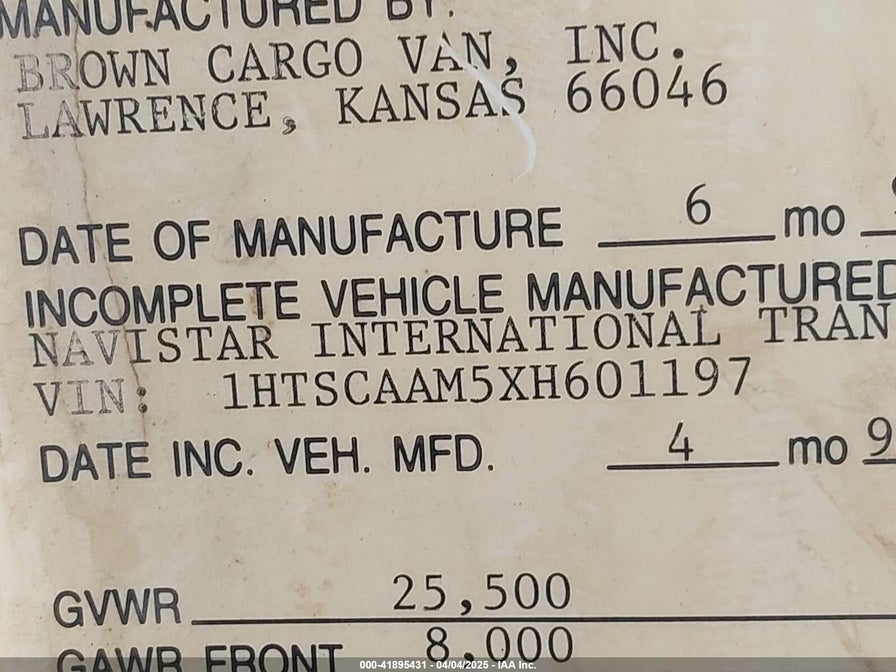 MANUFACTURED BY:
BROWN CARGO VAN, INC.
LAWRENCE, KANSAS 66046
DATE OF MANUFACTURE 6 mo
INCOMPLETE VEHICLE MANUFACTURED
NAVISTAR INTERNATIONAL TRAN
VIN: 1HTSCAAM5XH601197
DATE INC. VEH. MFD. 4 mo 9
GVWR 25,500
GAWR FRONT 8,000
000-41895431 - 04/04/2025 - IAA Inc.